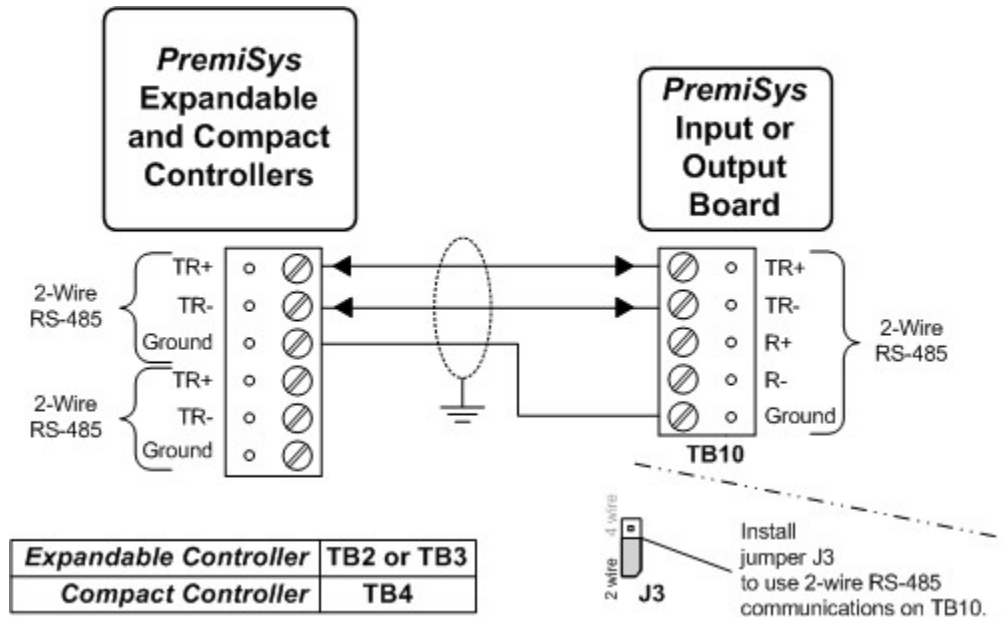 PremiSys
Expandable
and Compact
Controllers
PremiSys
Input or
Output
Board
2-Wire
RS-485
TR+
TR-
Ground
2-Wire
RS-485
TR+
TR-
Ground
TR+
TR-
R+
R-
Ground
2-Wire
RS-485
TB10
Expandable Controller TB2 or TB3
Compact Controller TB4
4 wire
2 wire
J3
Install
jumper J3
to use 2-wire RS-485
communications on TB10.